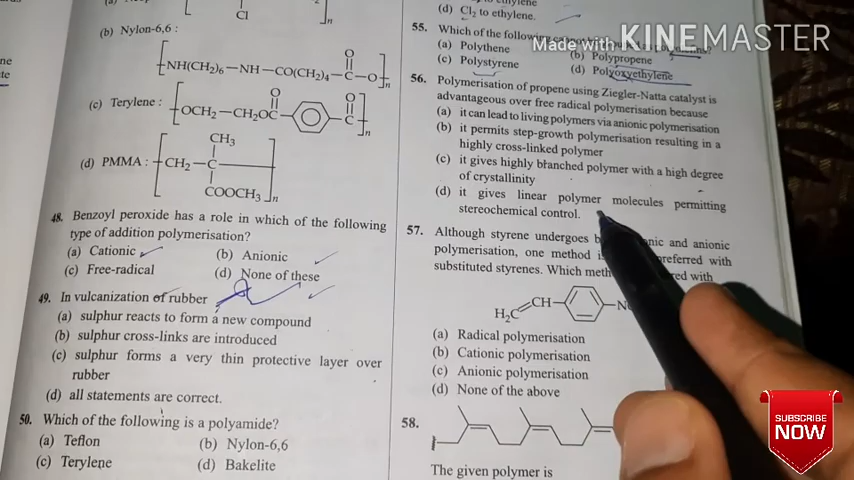 Cl
n
(b) Nylon-6,6 :
NH(CH2)6—NH—CO(CH2)4—C—O
O
n
(c) Terylene :
OCH2—CH2OC
O
C
O
n
(d) PMMA :
CH3
CH2—C
COOCH3
n
48. Benzoyl peroxide has a role in which of the following
type of addition polymerisation?
(a) Cationic
(b) Anionic
(c) Free-radical
(d) None of these
49. In vulcanization of rubber
(a) sulphur reacts to form a new compound
(b) sulphur cross-links are introduced
(c) sulphur forms a very thin protective layer over
rubber
(d) all statements are correct.
50. Which of the following is a polyamide?
(a) Teflon
(b) Nylon-6,6
(c) Terylene
(d) Bakelite
to ethylene
(d) Cl2 to ethylene.
55. Which of the following
(a) Polythene
(b) Polypropene
(c) Polystyrene
(d) Polyoxyethylene
56. Polymerisation of propene using Ziegler-Natta catalyst is
advantageous over free radical polymerisation because
(a) it can lead to living polymers via anionic polymerisation
(b) it permits step-growth polymerisation resulting in a
highly cross-linked polymer
(c) it gives highly branched polymer with a high degree
of crystallinity
(d) it gives linear polymer molecules permitting
stereochemical control.
57. Although styrene undergoes and anionic
polymerisation, one method preferred with
substituted styrenes. Which with
H2C
CH
(a) Radical polymerisation
(b) Cationic polymerisation
(c) Anionic polymerisation
(d) None of the above
58.
The given polymer is
Made with KINEMASTER
SUBSCRIBE
NOW